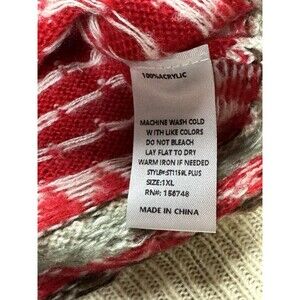 100%ACRYLIC
MACHINE WASH COLD
WITH LIKE COLORS
DO NOT BLEACH
LAY FLAT TO DRY
WARM IRON IF NEEDED
STYLE#:ST1159L PLUS
SIZE:1XL
RN#: 156748
MADE IN CHINA